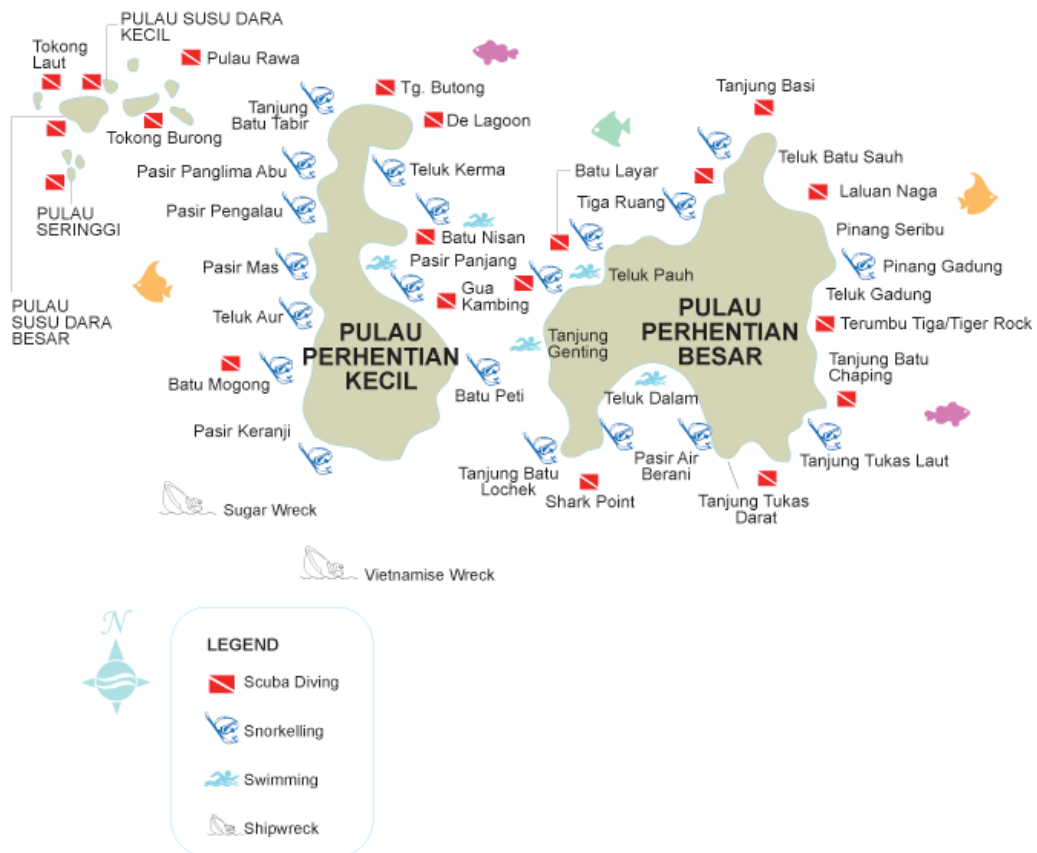 PULAU SUSU DARA
KECIL
Tokong
Laut
Pulau Rawa
Tokong Burong
PULAU
SERINGGI
PULAU
SUSU DARA
BESAR
Tanjung
Batu Tabir
Tg. Butong
De Lagoon
Pasir Panglima Abu
Teluk Kerma
Pasir Pengalau
Batu Nisan
Pasir Panjang
Pasir Mas
Gua
Kambing
Teluk Aur
PULAU
PERHENTIAN
KECIL
Batu Mogong
Batu Peti
Pasir Keranji
Sugar Wreck
Vietnamise Wreck
Tanjung Basi
Teluk Batu Sauh
Batu Layar
Tiga Ruang
Laluan Naga
Pinang Seribu
Pinang Gadung
Teluk Pauh
Teluk Gadung
PULAU
PERHENTIAN
BESAR
Terumbu Tiga/Tiger Rock
Tanjung
Genting
Tanjung Batu
Chaping
Teluk Dalam
Tanjung Batu
Lochek
Shark Point
Pasir Air
Berani
Tanjung Tukas
Darat
Tanjung Tukas Laut
N
LEGEND
Scuba Diving
Snorkelling
Swimming
Shipwreck